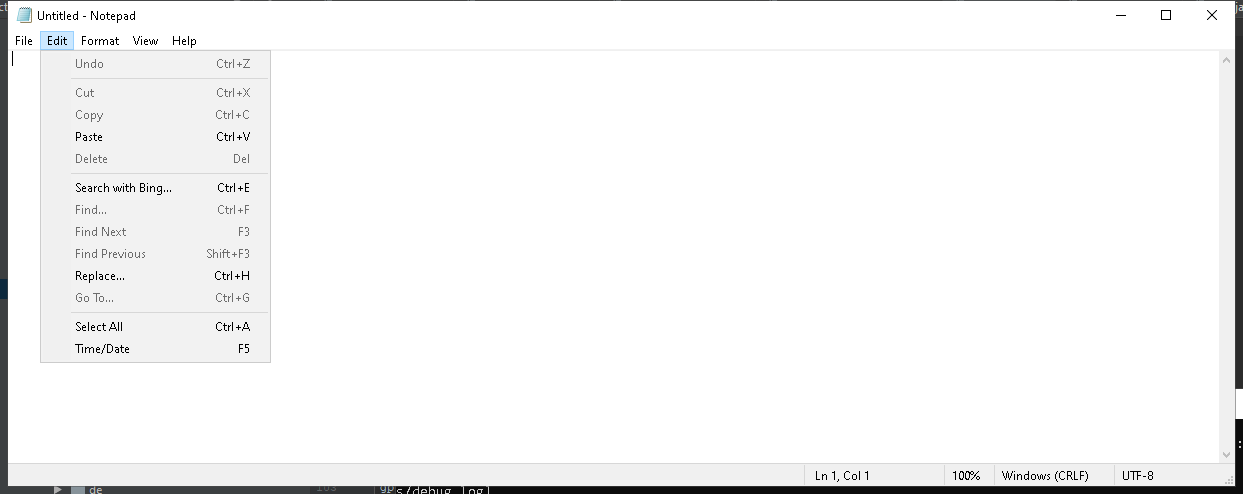 Untitled - Notepad
File Edit Format View Help
Undo Ctrl+Z
Cut Ctrl+X
Copy Ctrl+C
Paste Ctrl+V
Delete Del
Search with Bing... Ctrl+E
Find... Ctrl+F
Find Next F3
Find Previous Shift+F3
Replace... Ctrl+H
Go To... Ctrl+G
Select All Ctrl+A
Time/Date F5
Ln 1, Col 1 100% Windows (CRLF) UTF-8
de